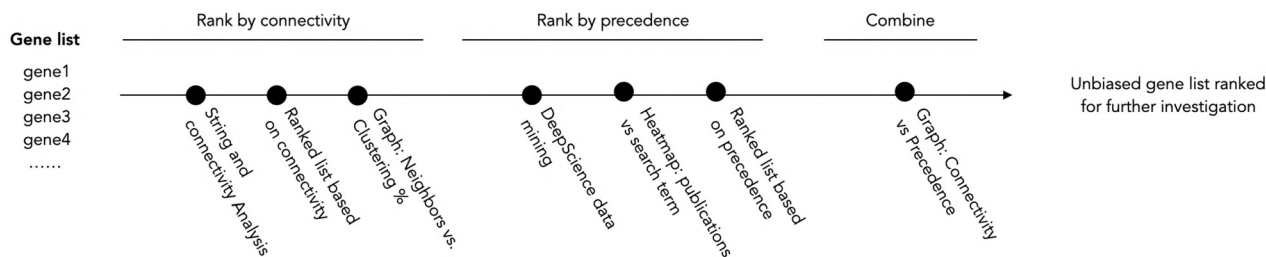 Rank by connectivity
Rank by precedence
Combine
Gene list
gene1
gene2
gene3
gene4
......
String and
connectivity Analysis
Ranked list based
on connectivity
Graph: Neighbors vs.
Clustering %
DeepScience data
mining
Heatmap: publications
vs search term
Ranked list based
on precedence
Graph: Connectivity
vs Precedence
Unbiased gene list ranked
for further investigation